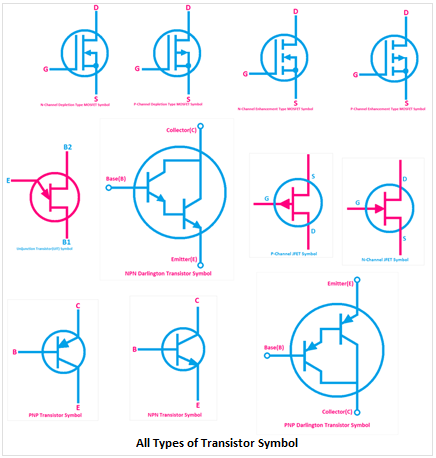 D
G
S
N-Channel Depletion Type MOSFET Symbol
D
G
S
P-Channel Depletion Type MOSFET Symbol
D
G
S
N-Channel Enhancement Type MOSFET Symbol
D
G
S
P-Channel Enhancement Type MOSFET Symbol
B2
E
B1
Unijunction Transistor(UJT) Symbol
Collector(C)
Base(B)
Emitter(E)
NPN Darlington Transistor Symbol
S
G
D
P-Channel JFET Symbol
D
G
S
N-Channel JFET Symbol
C
B
E
PNP Transistor Symbol
C
B
E
NPN Transistor Symbol
Emitter(E)
Base(B)
Collector(C)
PNP Darlington Transistor Symbol
All Types of Transistor Symbol